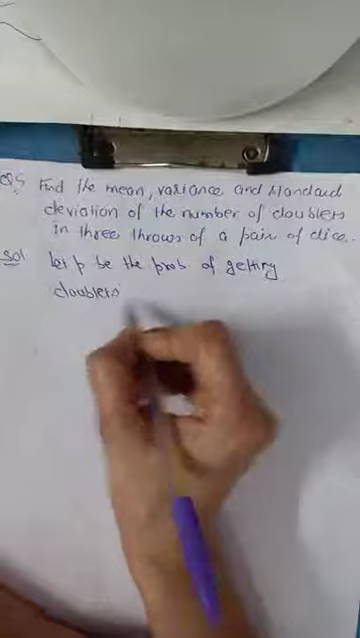 Q5 Find the mean, variance and standard
deviation of the number of doublets
in three throws of a pair of dice.
Sol let p be the prob. of getting
doublets